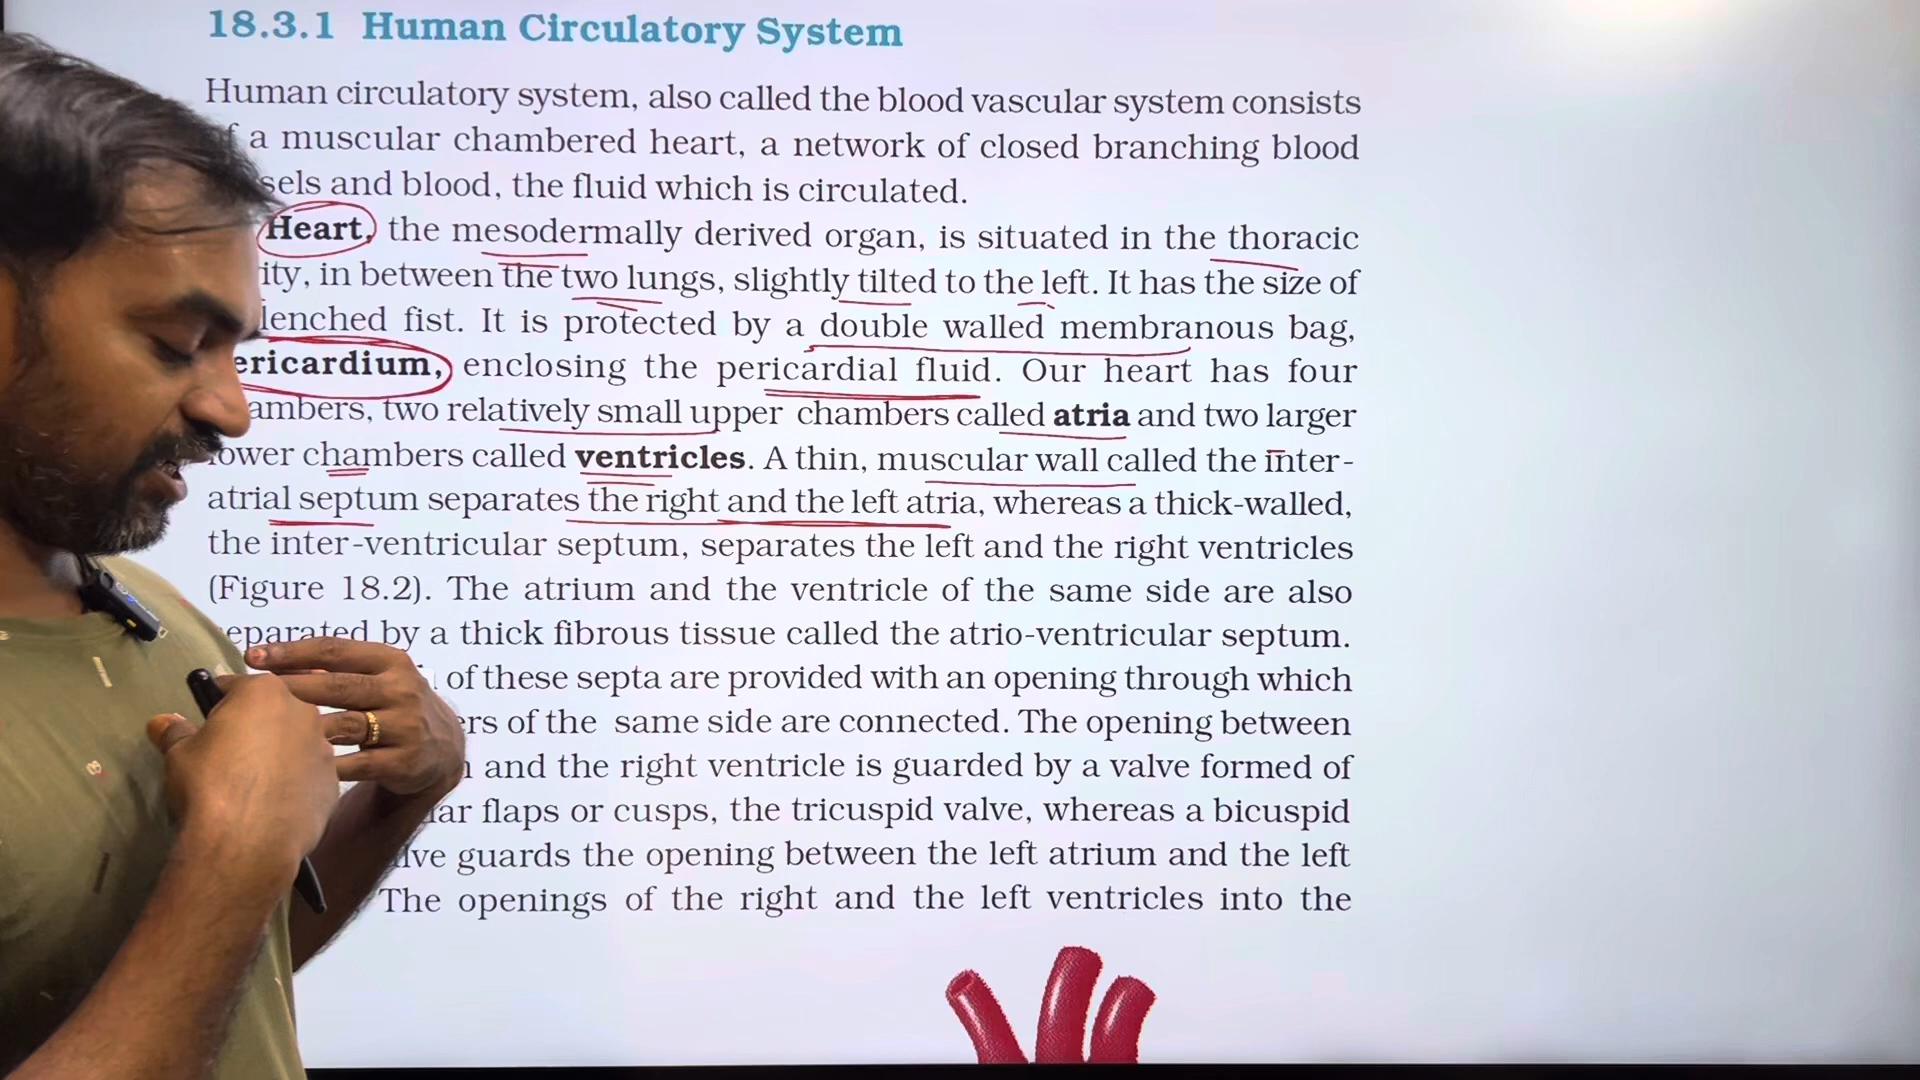 18.3.1 Human Circulatory System
Human circulatory system, also called the blood vascular system consists
a muscular chambered heart, a network of closed branching blood
sels and blood, the fluid which is circulated.
Heart, the mesodermally derived organ, is situated in the thoracic
ity, in between the two lungs, slightly tilted to the left. It has the size of
lenched fist. It is protected by a double walled membranous bag,
ericardium, enclosing the pericardial fluid. Our heart has four
ambers, two relatively small upper chambers called atria and two larger
lower chambers called ventricles. A thin, muscular wall called the inter-
atrial septum separates the right and the left atria, whereas a thick-walled,
the inter-ventricular septum, separates the left and the right ventricles
(Figure 18.2). The atrium and the ventricle of the same side are also
eparated by a thick fibrous tissue called the atrio-ventricular septum.
of these septa are provided with an opening through which
ers of the same side are connected. The opening between
and the right ventricle is guarded by a valve formed of
lar flaps or cusps, the tricuspid valve, whereas a bicuspid
lve guards the opening between the left atrium and the left
The openings of the right and the left ventricles into the